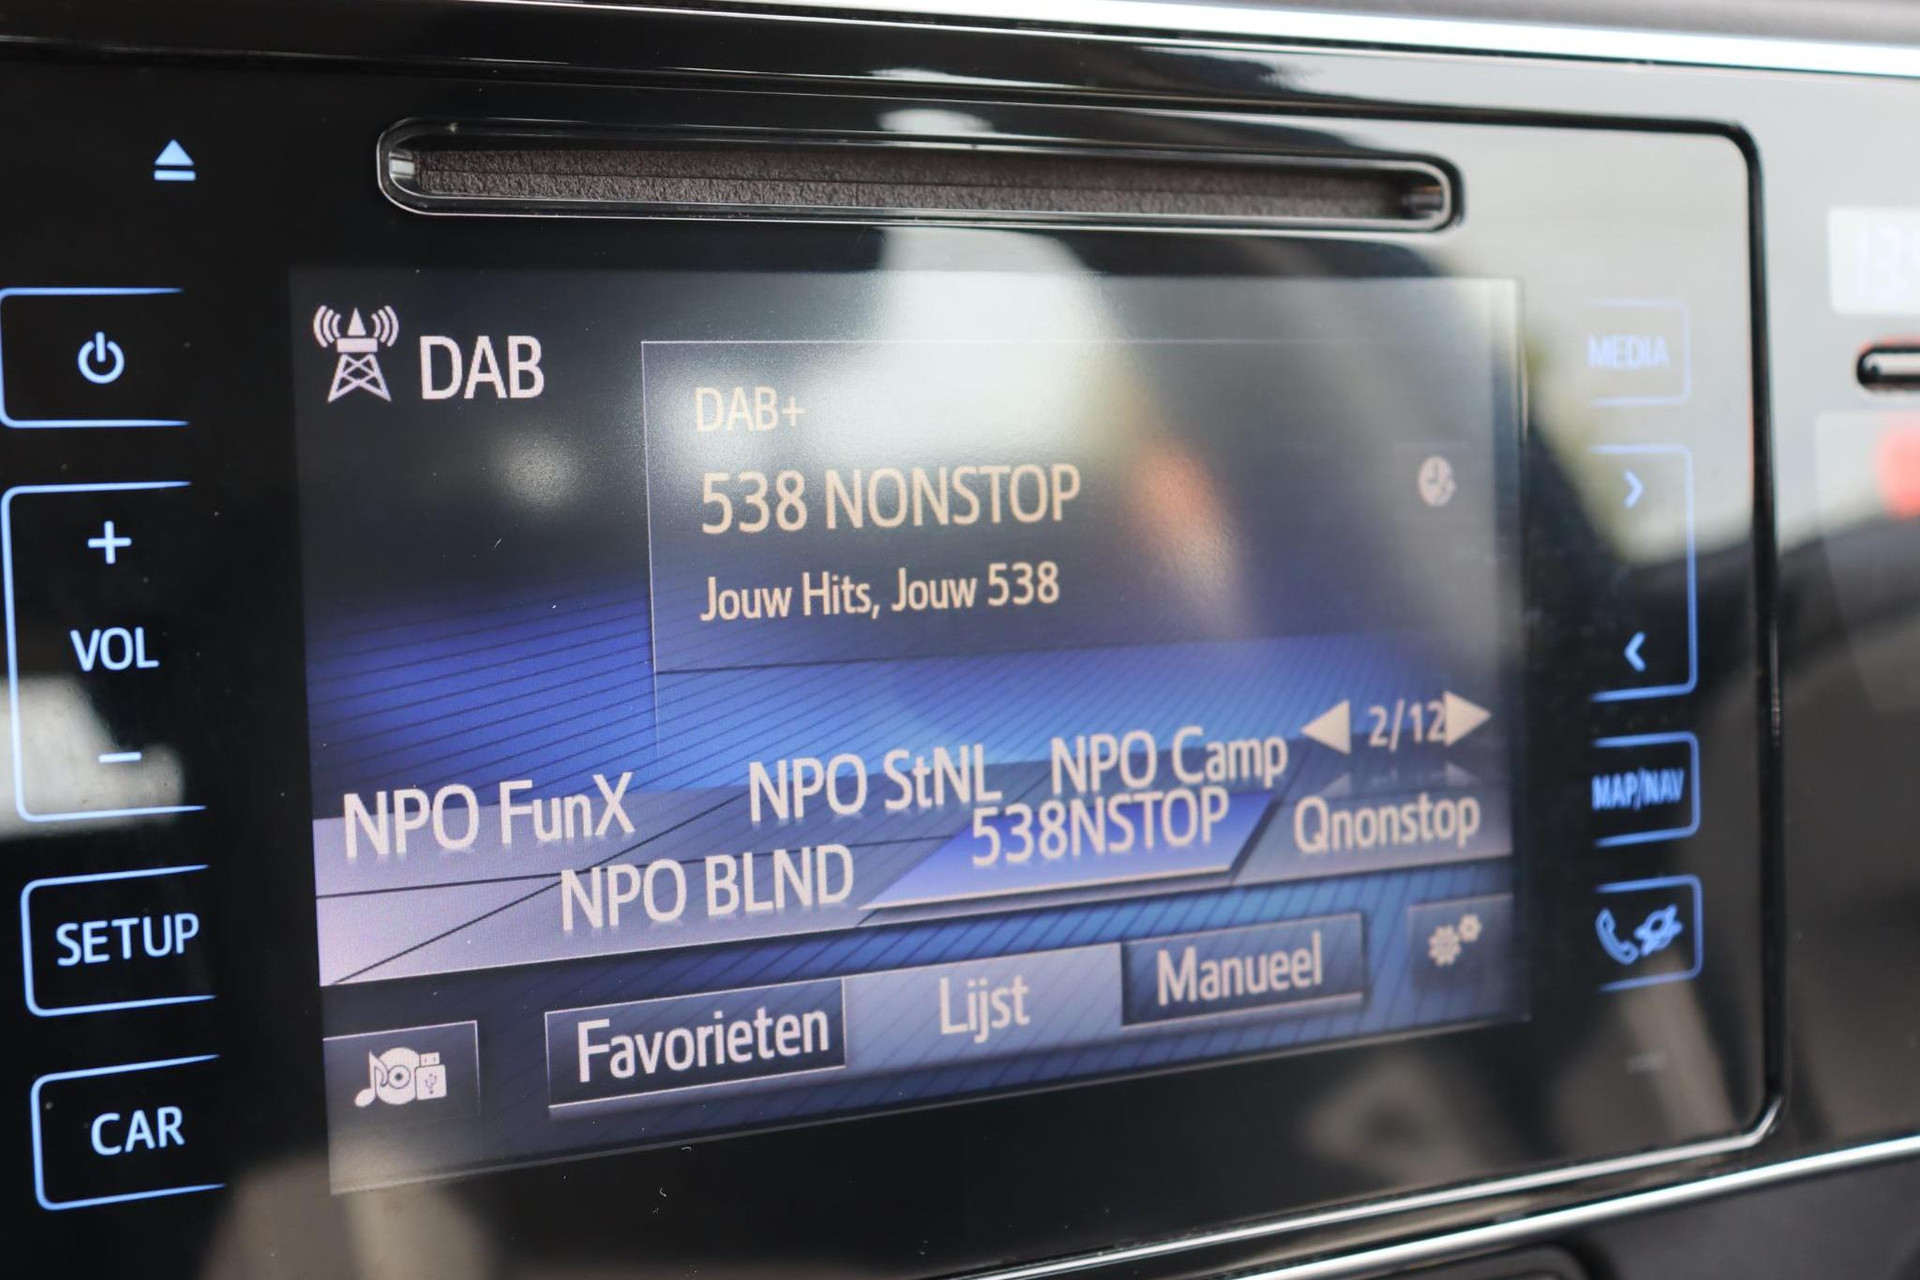 DAB
DAB+
538 NONSTOP
Jouw Hits, Jouw 538
2/12
NPO FunX
NPO StNL
NPO Camp
NPO BLND
538NSTOP
Qnonstop
Favorieten
Lijst
Manueel
+
VOL
−
SETUP
CAR
MEDIA
>
<
MAP/NAV